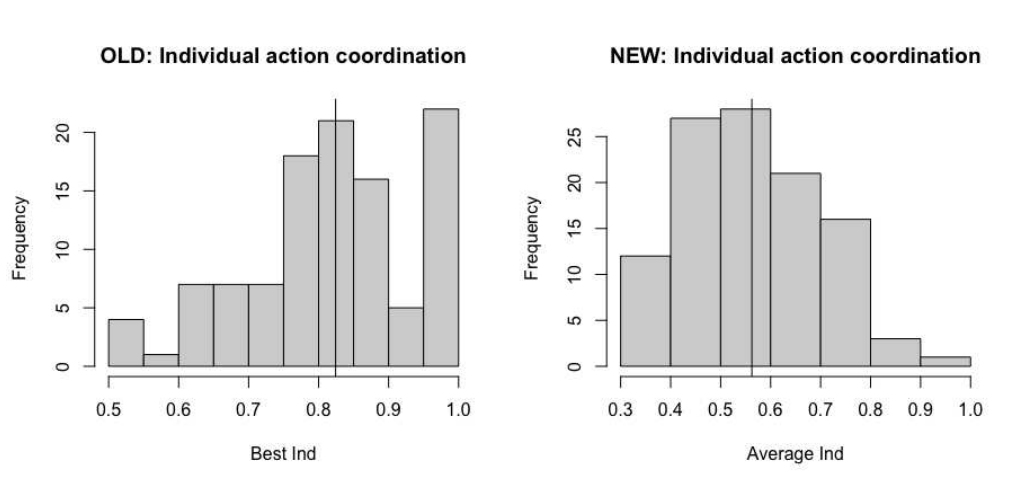 OLD: Individual action coordination
Frequency
20
15
10
5
0
0.5 0.6 0.7 0.8 0.9 1.0
Best Ind
NEW: Individual action coordination
Frequency
25
20
15
10
5
0
0.3 0.4 0.5 0.6 0.7 0.8 0.9 1.0
Average Ind